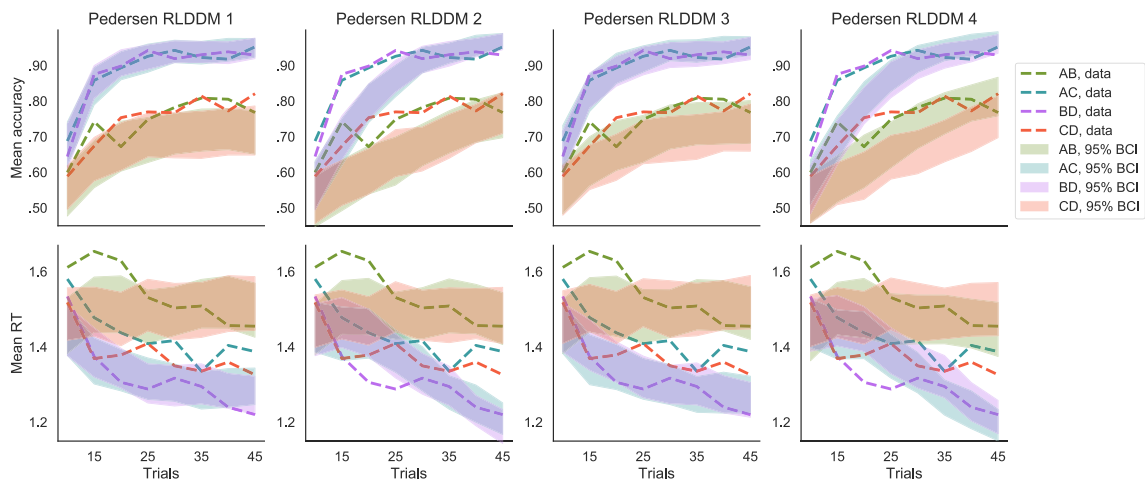 Pedersen RLDDM 1 Pedersen RLDDM 2 Pedersen RLDDM 3 Pedersen RLDDM 4
Mean accuracy
.90 .90 .90 .90
.80 .80 .80 .80
.70 .70 .70 .70
.60 .60 .60 .60
.50 .50 .50 .50
AB, data
AC, data
BD, data
CD, data
AB, 95% BCI
AC, 95% BCI
BD, 95% BCI
CD, 95% BCI
Mean RT
1.6 1.6 1.6 1.6
1.4 1.4 1.4 1.4
1.2 1.2 1.2 1.2
15 25 35 45 15 25 35 45 15 25 35 45 15 25 35 45
Trials Trials Trials Trials